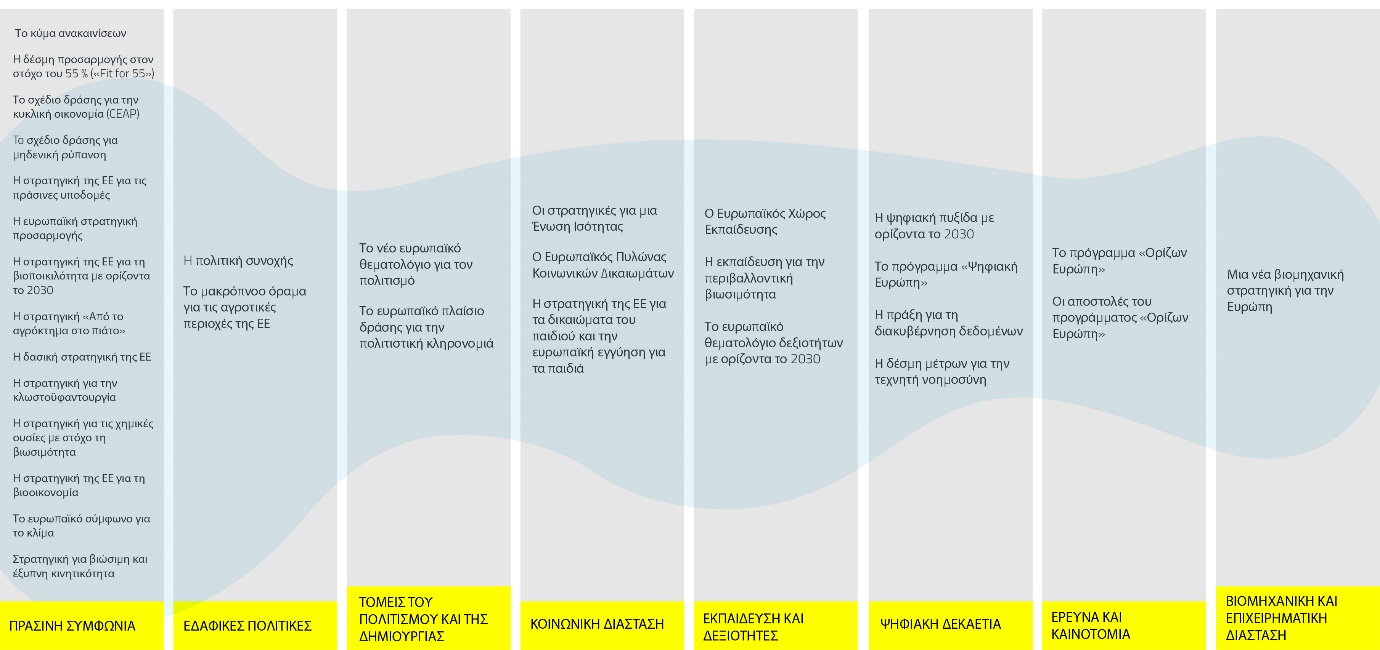 Το κύμα ανακαινίσεων
Η δέσμη προσαρμογής στον
στόχο του 55 % («Fit for 55»)
Το σχέδιο δράσης για την
κυκλική οικονομία (CEAP)
Το σχέδιο δράσης για
μηδενική ρύπανση
Η στρατηγική της ΕΕ για τις
πράσινες υποδομές
Η ευρωπαϊκή στρατηγική
προσαρμογής
Η στρατηγική της ΕΕ για τη
βιοποικιλότητα με ορίζοντα
το 2030
Η στρατηγική «Από το
αγρόκτημα στο πιάτο»
Η δασική στρατηγική της ΕΕ
Η στρατηγική για την
κλωστοϋφαντουργία
Η στρατηγική για τις χημικές
ουσίες με στόχο τη
βιωσιμότητα
Η στρατηγική της ΕΕ για τη
βιοοικονομία
Το ευρωπαϊκό σύμφωνο για
το κλίμα
Στρατηγική για βιώσιμη και
έξυπνη κινητικότητα
ΠΡΑΣΙΝΗ ΣΥΜΦΩΝΙΑ
Η πολιτική συνοχής
Το μακρόπνοο όραμα
για τις αγροτικές
περιοχές της ΕΕ
ΕΔΑΦΙΚΕΣ ΠΟΛΙΤΙΚΕΣ
Το νέο ευρωπαϊκό
θεματολόγιο για τον
πολιτισμό
Το ευρωπαϊκό πλαίσιο
δράσης για την
πολιτιστική κληρονομιά
ΤΟΜΕΙΣ ΤΟΥ
ΠΟΛΙΤΙΣΜΟΥ ΚΑΙ ΤΗΣ
ΔΗΜΙΟΥΡΓΙΑΣ
Οι στρατηγικές για μια
Ένωση Ισότητας
Ο Ευρωπαϊκός Πυλώνας
Κοινωνικών Δικαιωμάτων
Η στρατηγική της ΕΕ για
τα δικαιώματα του
παιδιού και την
ευρωπαϊκή εγγύηση για
τα παιδιά
ΚΟΙΝΩΝΙΚΗ ΔΙΑΣΤΑΣΗ
Ο Ευρωπαϊκός Χώρος
Εκπαίδευσης
Η εκπαίδευση για την
περιβαλλοντική
βιωσιμότητα
Το ευρωπαϊκό
θεματολόγιο δεξιοτήτων
με ορίζοντα το 2030
ΕΚΠΑΙΔΕΥΣΗ ΚΑΙ
ΔΕΞΙΟΤΗΤΕΣ
Η ψηφιακή πυξίδα με
ορίζοντα το 2030
Το πρόγραμμα «Ψηφιακή
Ευρώπη»
Η πράξη για τη
διακυβέρνηση δεδομένων
Η δέσμη μέτρων για την
τεχνητή νοημοσύνη
ΨΗΦΙΑΚΗ ΔΕΚΑΕΤΙΑ
Το πρόγραμμα «Ορίζων
Ευρώπη»
Οι αποστολές του
προγράμματος «Ορίζων
Ευρώπη»
ΕΡΕΥΝΑ ΚΑΙ
ΚΑΙΝΟΤΟΜΙΑ
Μια νέα βιομηχανική
στρατηγική για την
Ευρώπη
ΒΙΟΜΗΧΑΝΙΚΗ ΚΑΙ
ΕΠΙΧΕΙΡΗΜΑΤΙΚΗ
ΔΙΑΣΤΑΣΗ